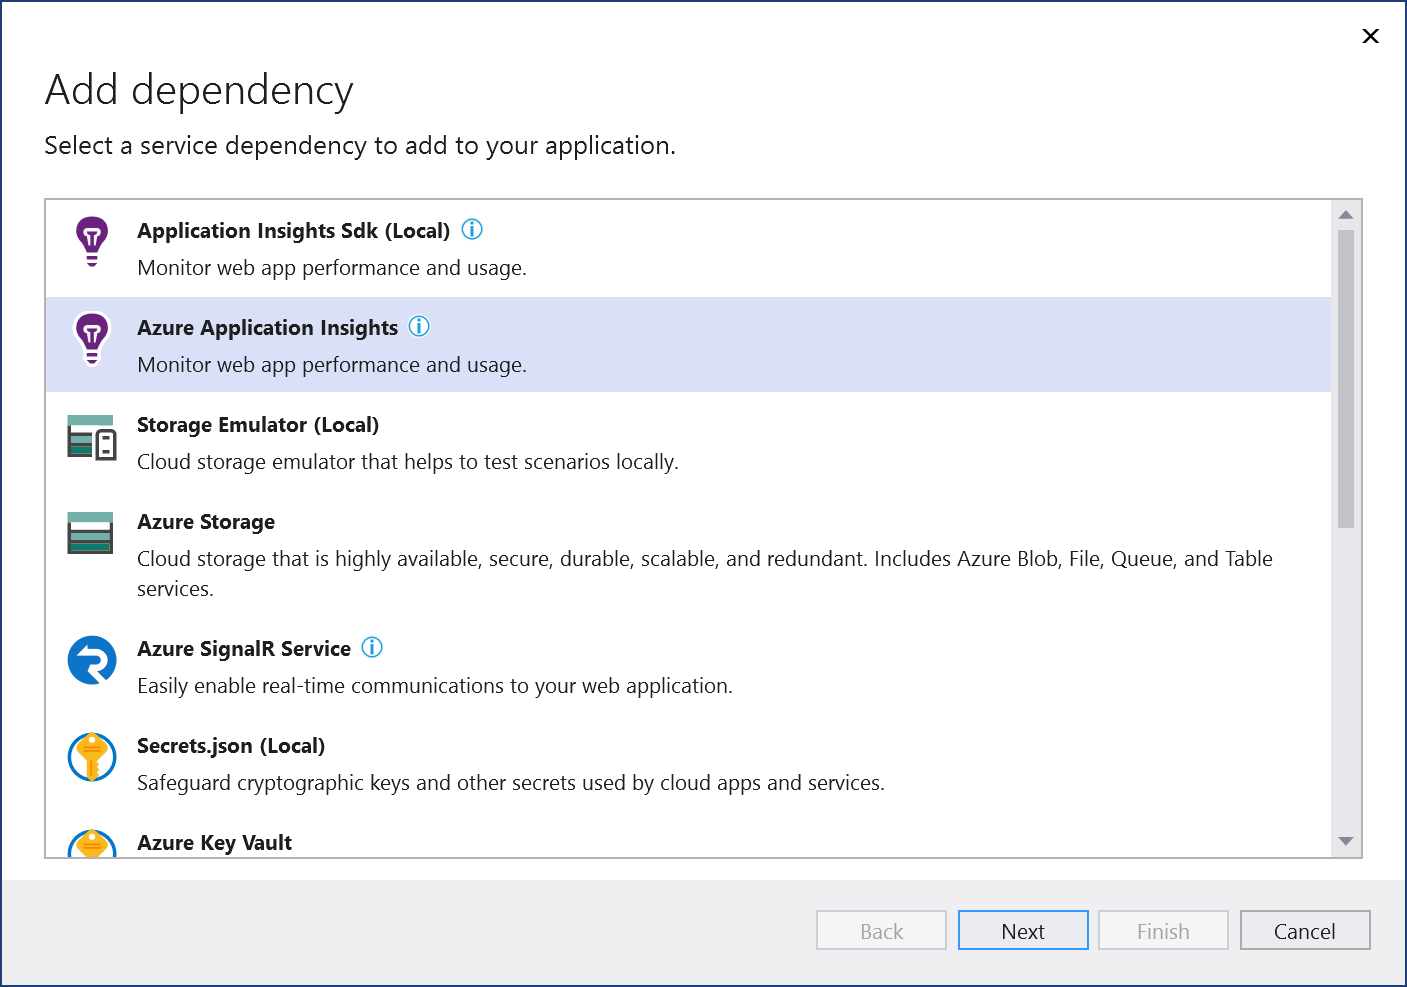 Add dependency
Select a service dependency to add to your application.
Application Insights Sdk (Local)
Monitor web app performance and usage.
Azure Application Insights
Monitor web app performance and usage.
Storage Emulator (Local)
Cloud storage emulator that helps to test scenarios locally.
Azure Storage
Cloud storage that is highly available, secure, durable, scalable, and redundant. Includes Azure Blob, File, Queue, and Table
services.
Azure SignalR Service
Easily enable real-time communications to your web application.
Secrets.json (Local)
Safeguard cryptographic keys and other secrets used by cloud apps and services.
Azure Key Vault
Back
Next
Finish
Cancel